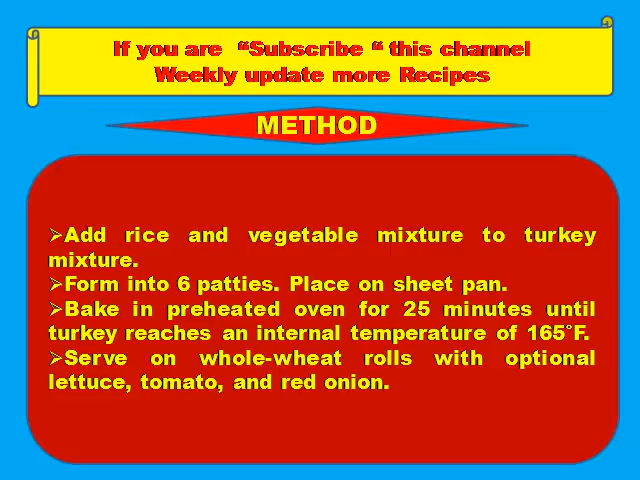 If you are  “Subscribe “ this channel
Weekly update more Recipes
METHOD
➢Add rice and vegetable mixture to turkey
mixture.
➢Form into 6 patties. Place on sheet pan.
➢Bake in preheated oven for 25 minutes until
turkey reaches an internal temperature of 165°F.
➢Serve on whole-wheat rolls with optional
lettuce, tomato, and red onion.